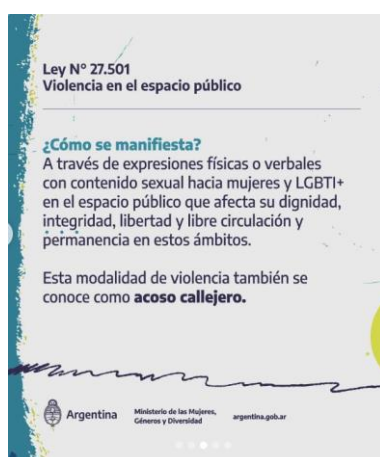 Ley N° 27.501
Violencia en el espacio público
¿Cómo se manifiesta?
A través de expresiones físicas o verbales
con contenido sexual hacia mujeres y LGBTI+
en el espacio público que afecta su dignidad,
integridad, libertad y libre circulación y
permanencia en estos ámbitos.
Esta modalidad de violencia también se
conoce como acoso callejero.
Argentina
Ministerio de las Mujeres,
Géneros y Diversidad
argentina.gob.ar